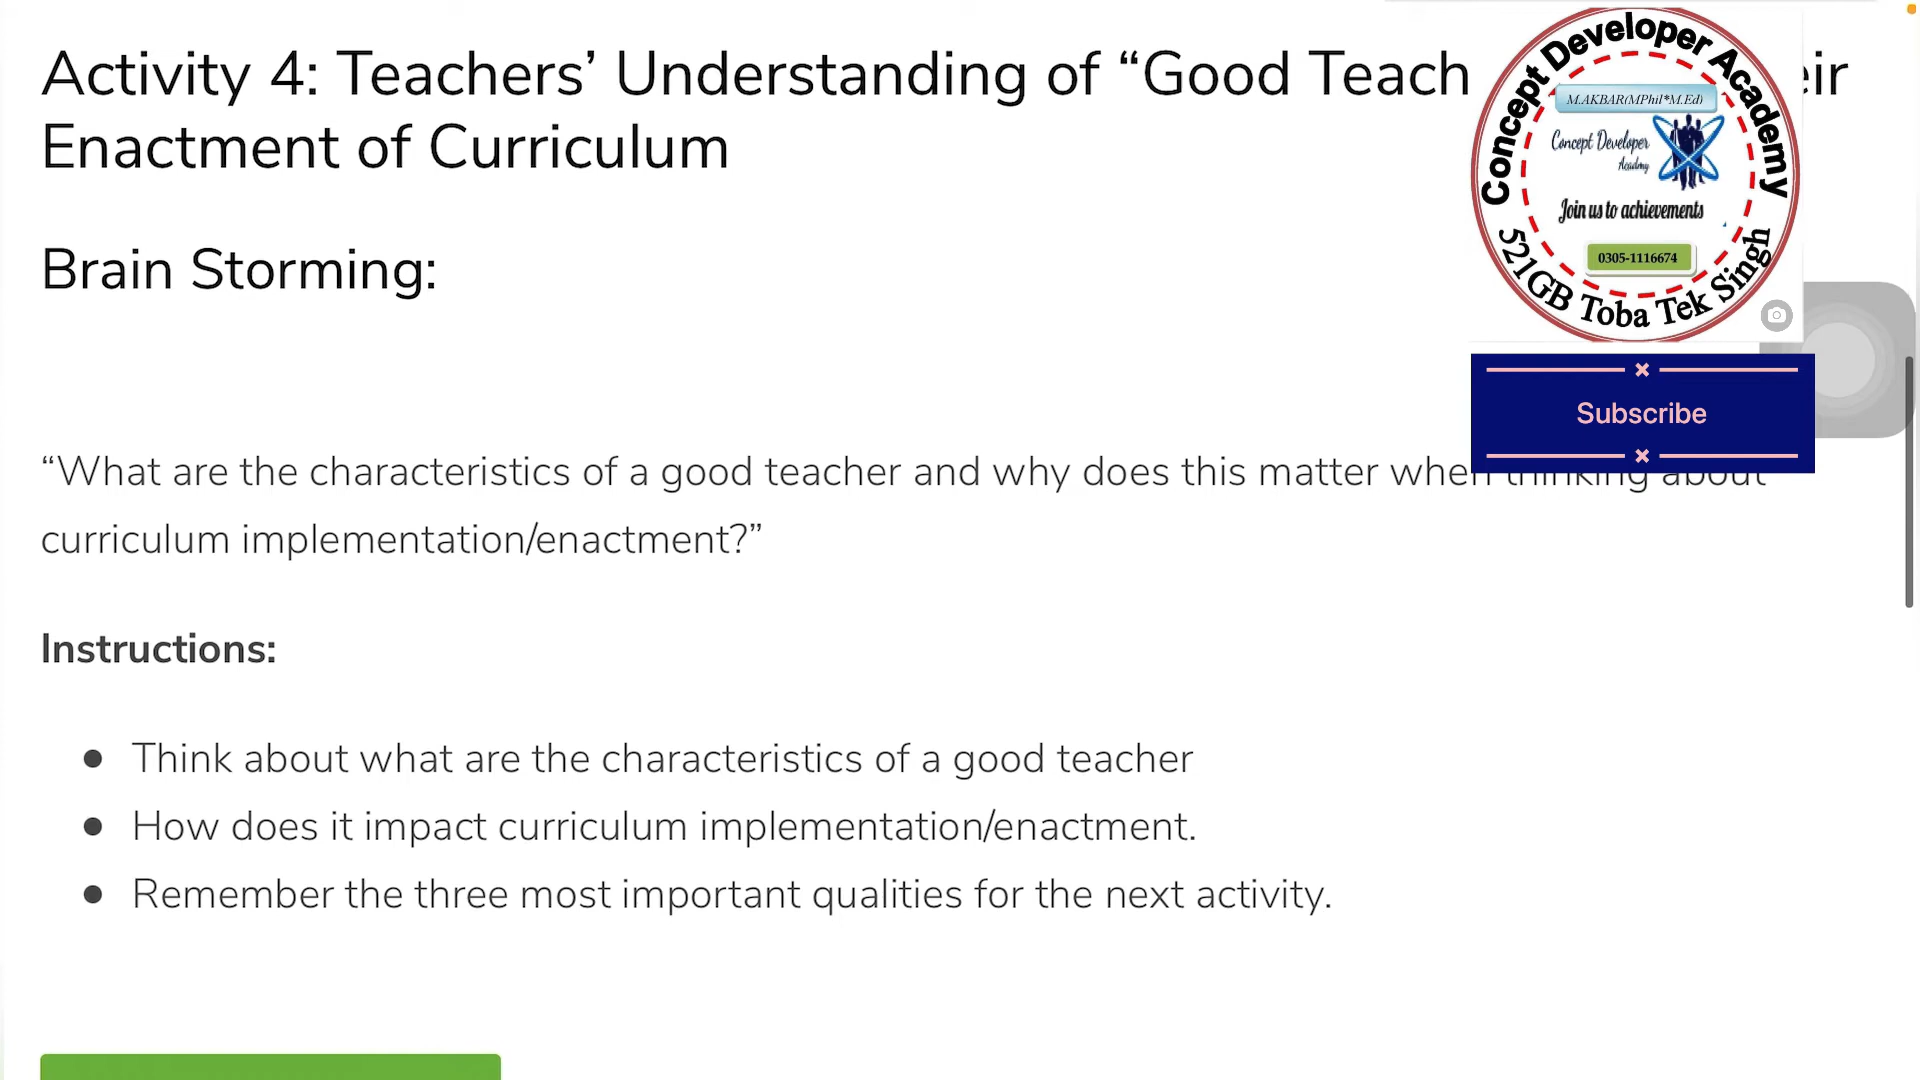 Activity 4: Teachers’ Understanding of “Good Teach eir
Enactment of Curriculum
Brain Storming:
“What are the characteristics of a good teacher and why does this matter when thinking about
curriculum implementation/enactment?”
Instructions:
● Think about what are the characteristics of a good teacher
● How does it impact curriculum implementation/enactment.
● Remember the three most important qualities for the next activity.
Concept Developer Academy
M.AKBAR(MPhil*M.Ed)
Concept Developer
Academy
Join us to achievements
0305-1116674
521GB Toba Tek Singh
Subscribe